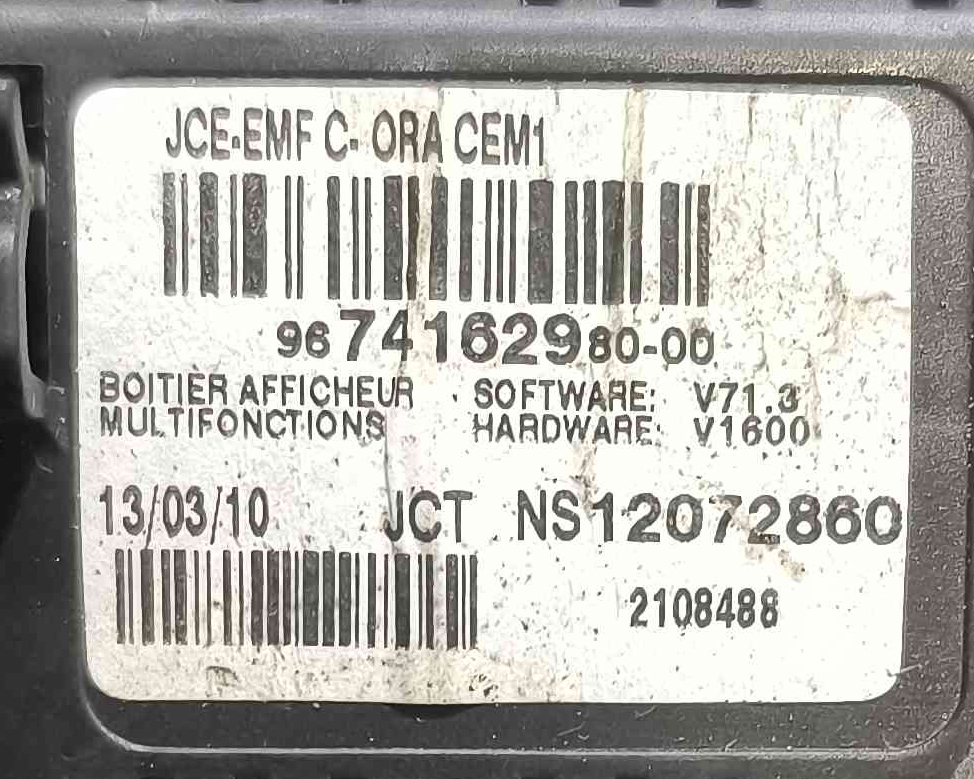 JCE-EMF C- ORA CEM1
9674162980-00
BOITIER AFFICHEUR SOFTWARE: V71.3
MULTIFONCTIONS HARDWARE: V1600
13/03/10 JCT NS12072860
2108488